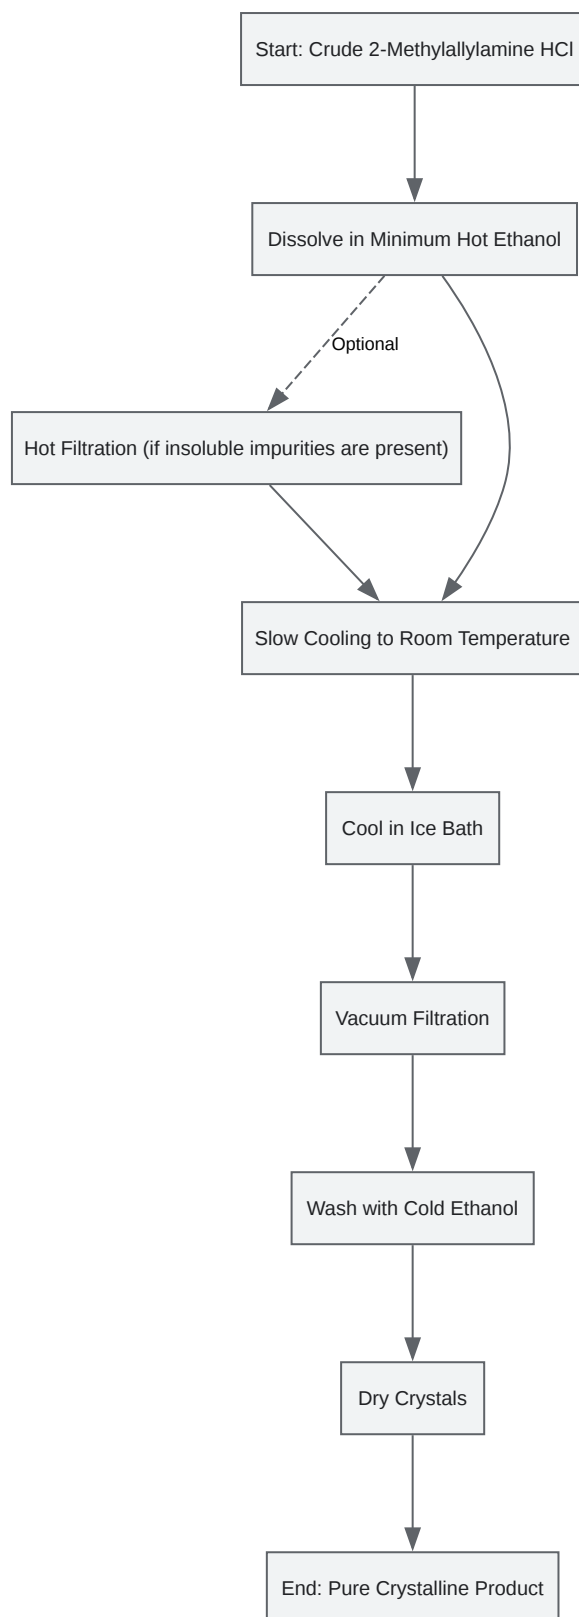 Start: Crude 2-Methylallylamine HCl
Dissolve in Minimum Hot Ethanol
Optional
Hot Filtration (if insoluble impurities are present)
Slow Cooling to Room Temperature
Cool in Ice Bath
Vacuum Filtration
Wash with Cold Ethanol
Dry Crystals
End: Pure Crystalline Product